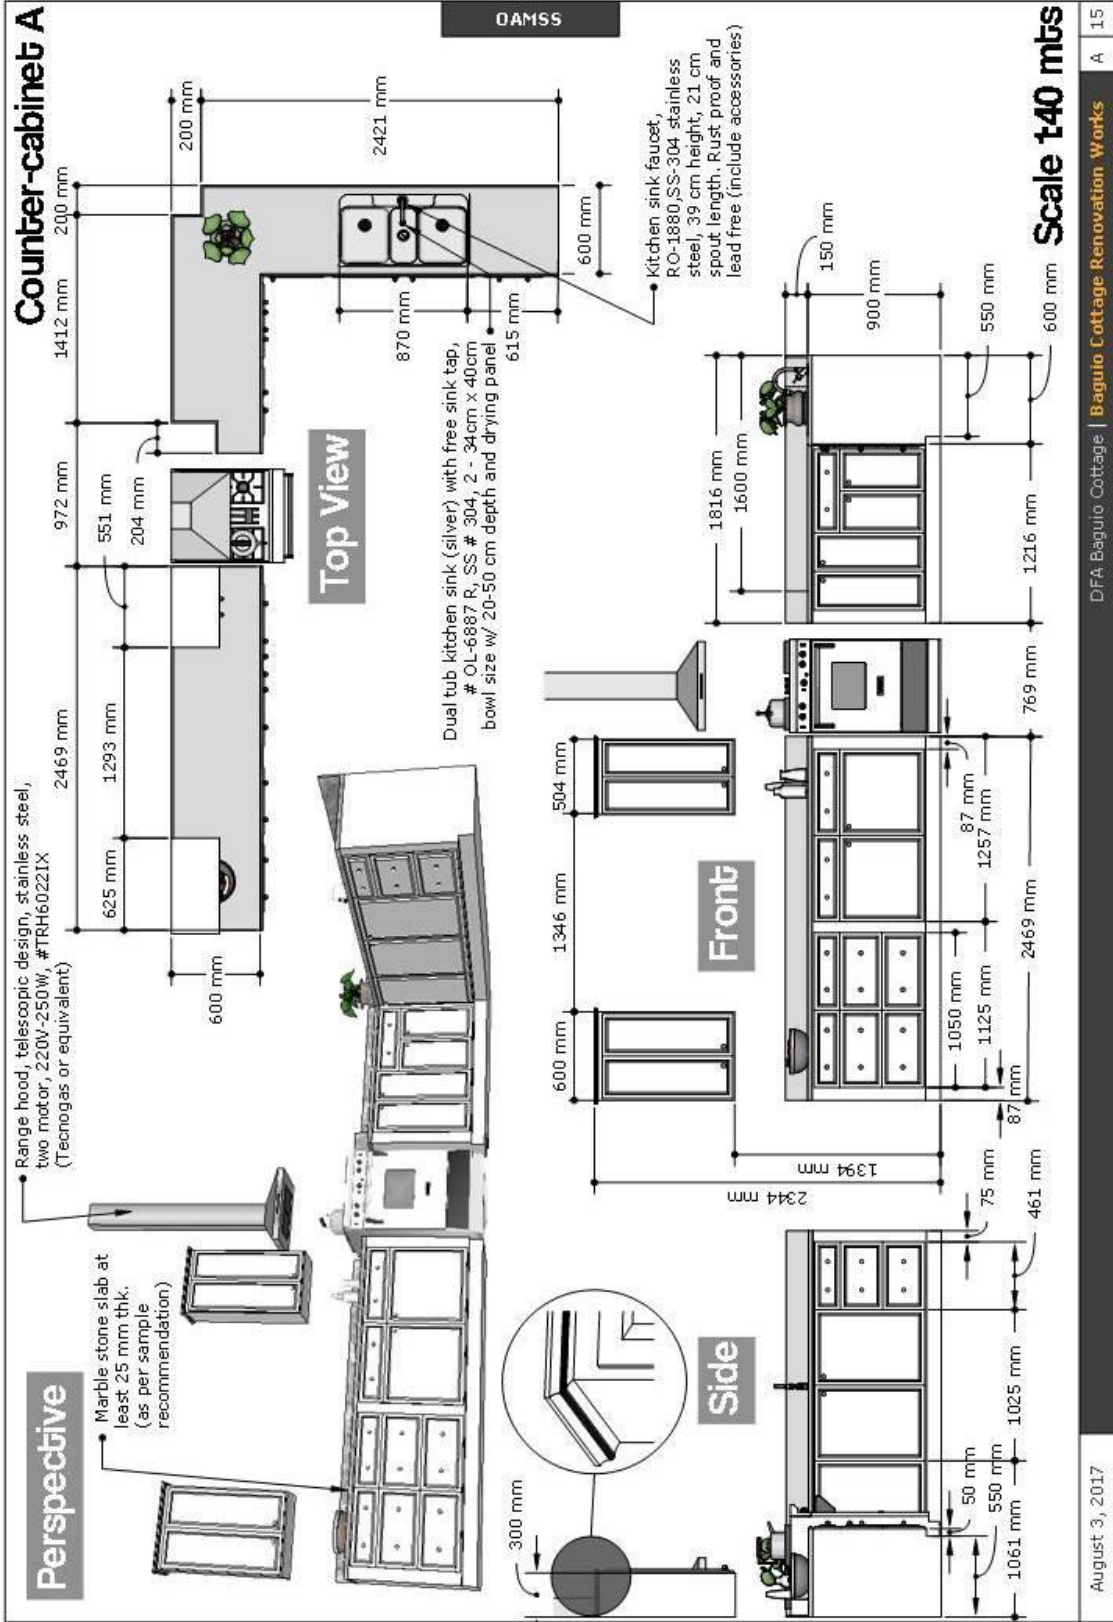 OAMSS
Counter-cabinet A
Perspective
Range hood, telescopic design, stainless steel,
two motor, 220V-250W, #TRH6022IX
(Tecnogas or equivalent)
Marble stone slab at
least 25 mm thk.
(as per sample
recommendation)
2469 mm
972 mm
1412 mm
200 mm
625 mm
1293 mm
551 mm
204 mm
600 mm
200 mm
2421 mm
870 mm
615 mm
600 mm
Top View
Dual tub kitchen sink (silver) with free sink tap,
# OL-6887 R, SS # 304, 2 - 34cm x 40cm
bowl size w/ 20-50 cm depth and drying panel
Kitchen sink faucet,
RO-1880,SS-304 stainless
steel, 39 cm height, 21 cm
spout length. Rust proof and
lead free (include accessories)
300 mm
Side
1061 mm
550 mm
50 mm
1025 mm
461 mm
75 mm
Front
600 mm
1346 mm
504 mm
2344 mm
1394 mm
87 mm
1050 mm
1125 mm
1257 mm
87 mm
2469 mm
769 mm
1216 mm
600 mm
550 mm
1816 mm
1600 mm
150 mm
900 mm
Scale 1:40 mts
August 3, 2017
DFA Baguio Cottage | Baguio Cottage Renovation Works
A
15